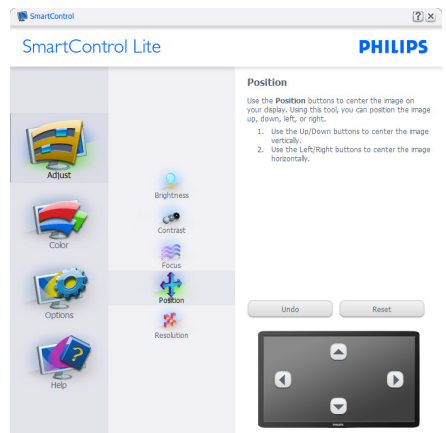 SmartControl
SmartControl Lite
PHILIPS
Adjust
Color
Options
Help
Brightness
Contrast
Focus
Position
Resolution
Position
Use the Position buttons to center the image on
your display. Using this tool, you can position the image
up, down, left, or right.
1. Use the Up/Down buttons to center the image
vertically.
2. Use the Left/Right buttons to center the image
horizontally.
Undo
Reset
PHILIPS